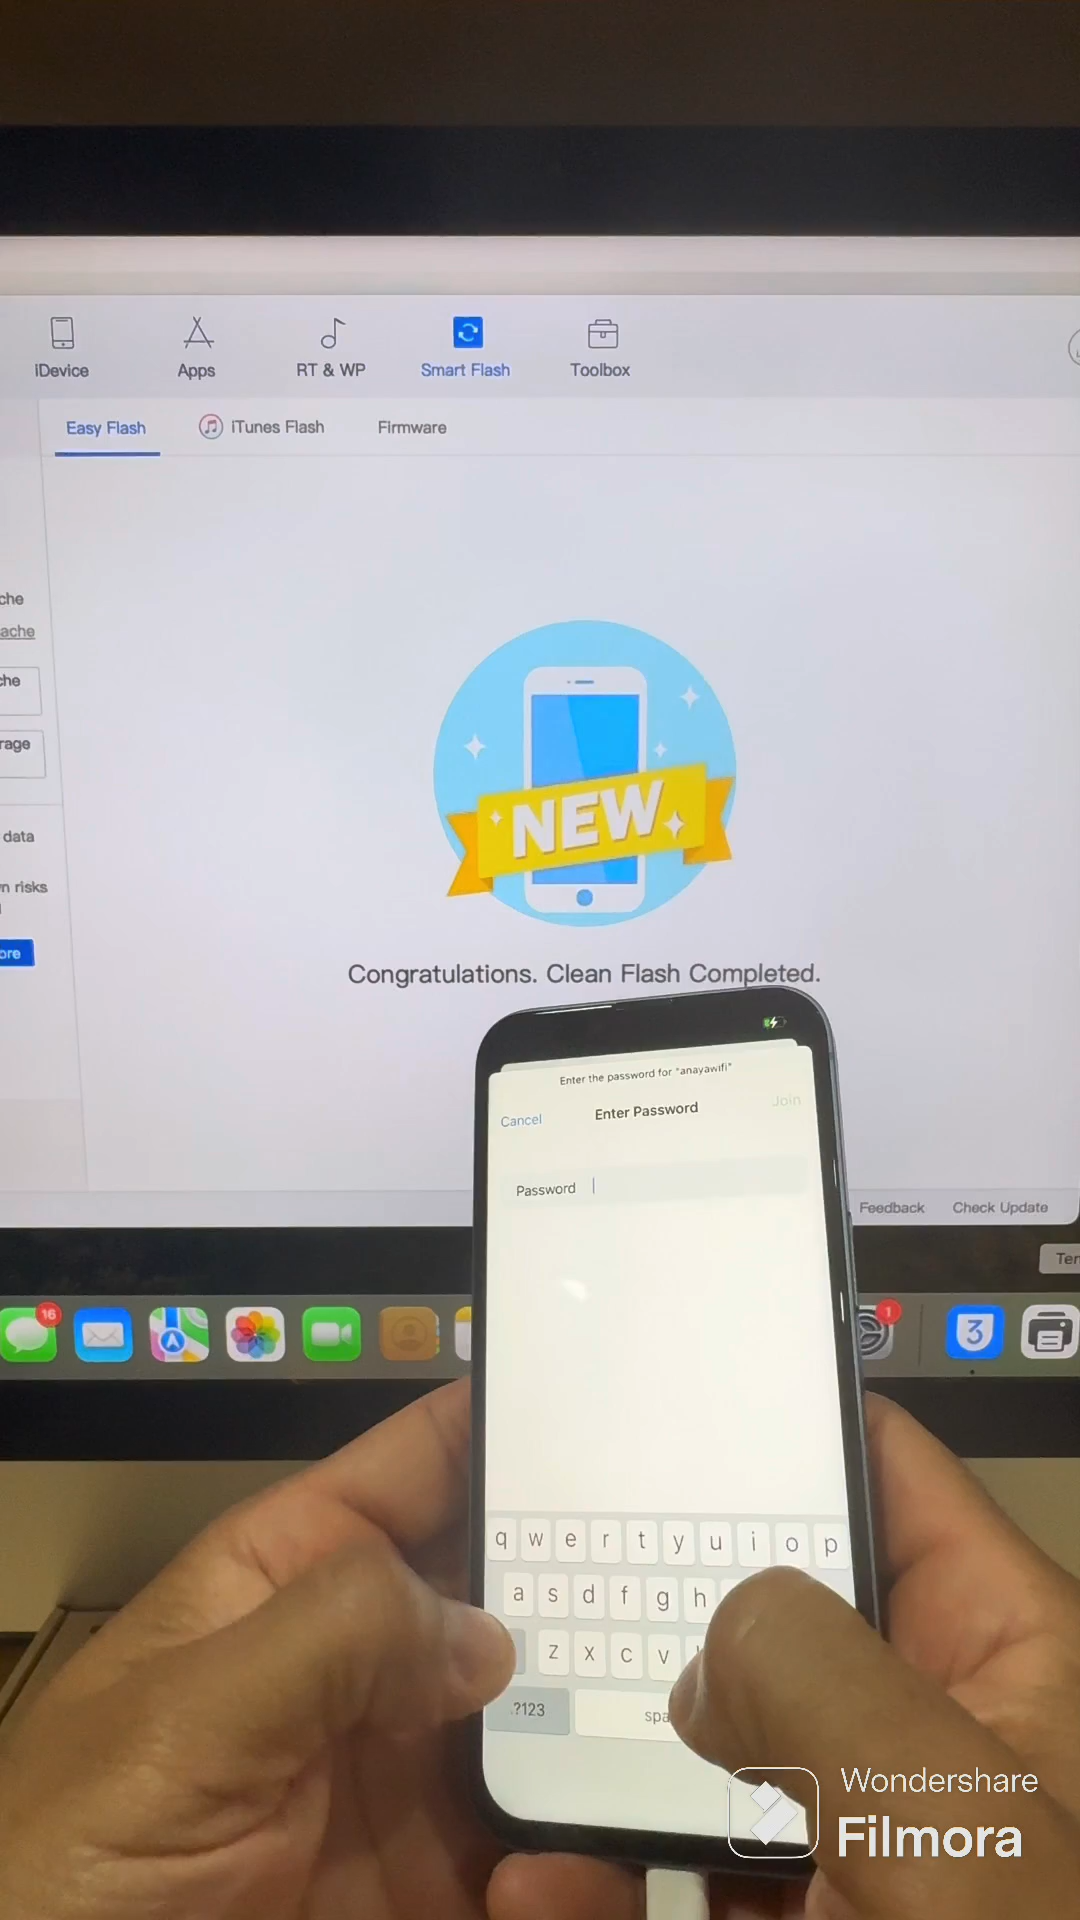 iDevice
Apps
RT & WP
Smart Flash
Toolbox
Easy Flash
iTunes Flash
Firmware
che
ache
che
rage
data
n risks
ore
NEW
Congratulations. Clean Flash Completed.
Enter the password for "anayawifi"
Cancel
Enter Password
Join
Password
Feedback
Check Update
Ter
16
1
3
q w e r t y u i o p
a s d f g h
z x c v
.?123
spa
Wondershare
Filmora